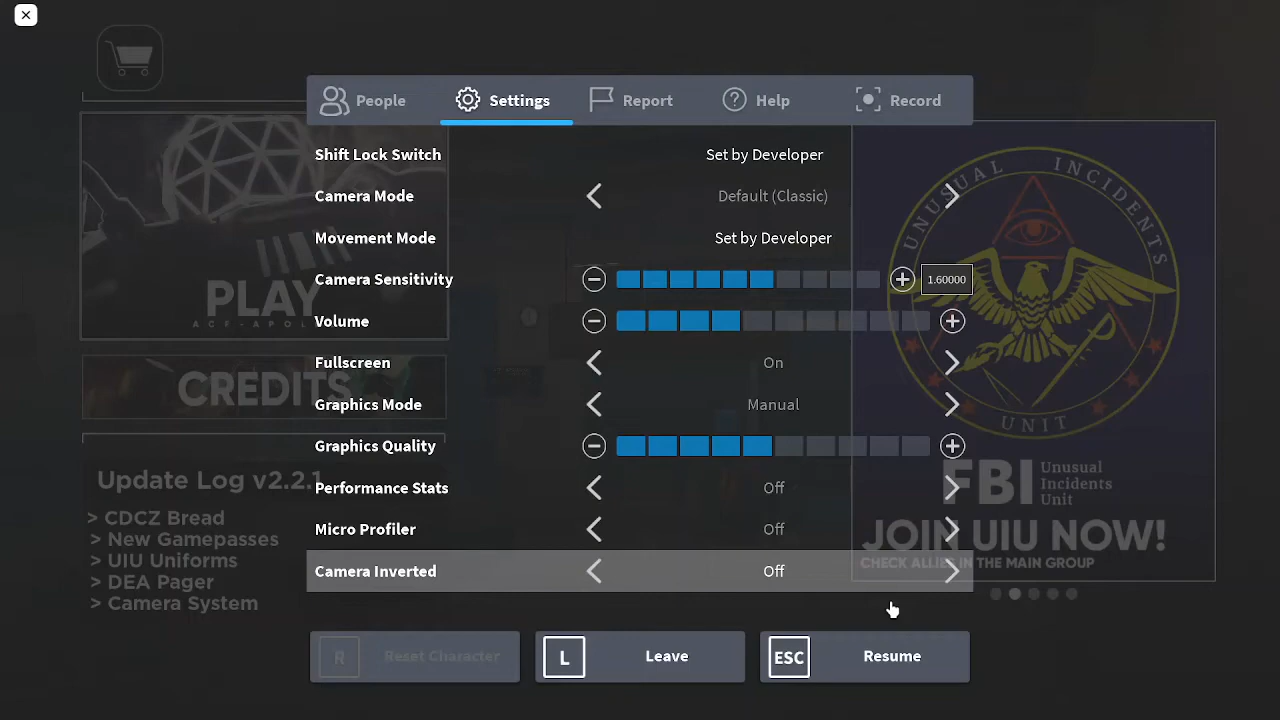 People
Settings
Report
Help
Record
Shift Lock Switch
Set by Developer
Camera Mode
Default (Classic)
Movement Mode
Set by Developer
Camera Sensitivity
1.60000
Volume
Fullscreen
On
Graphics Mode
Manual
Graphics Quality
Performance Stats
Off
Micro Profiler
Off
Camera Inverted
Off
R
Reset Character
L
Leave
ESC
Resume
PLAY
CREDITS
Update Log v2.2.1
> CDCZ Bread
> New Gamepasses
> UIU Uniforms
> DEA Pager
> Camera System
UNUSUAL INCIDENTS
UNIT
FBI
Unusual
Incidents
Unit
JOIN UIU NOW!
CHECK ALLIES IN THE MAIN GROUP